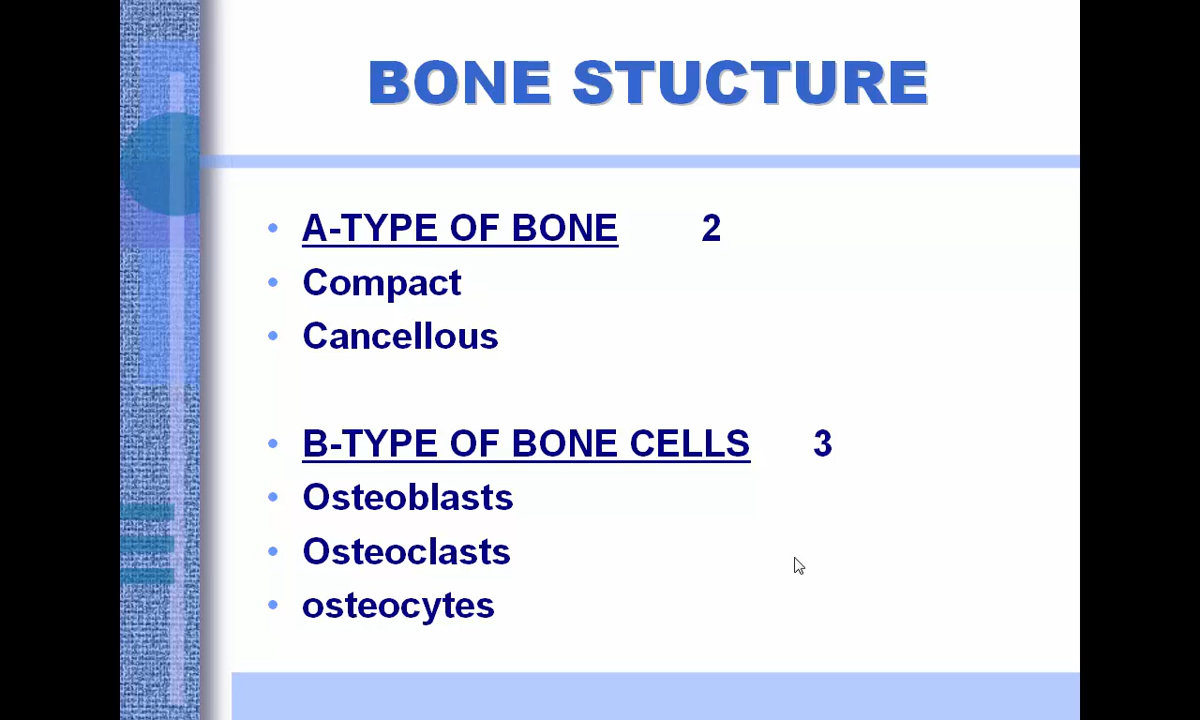 BONE STUCTURE
• A-TYPE OF BONE 2
• Compact
• Cancellous
• B-TYPE OF BONE CELLS 3
• Osteoblasts
• Osteoclasts
• osteocytes